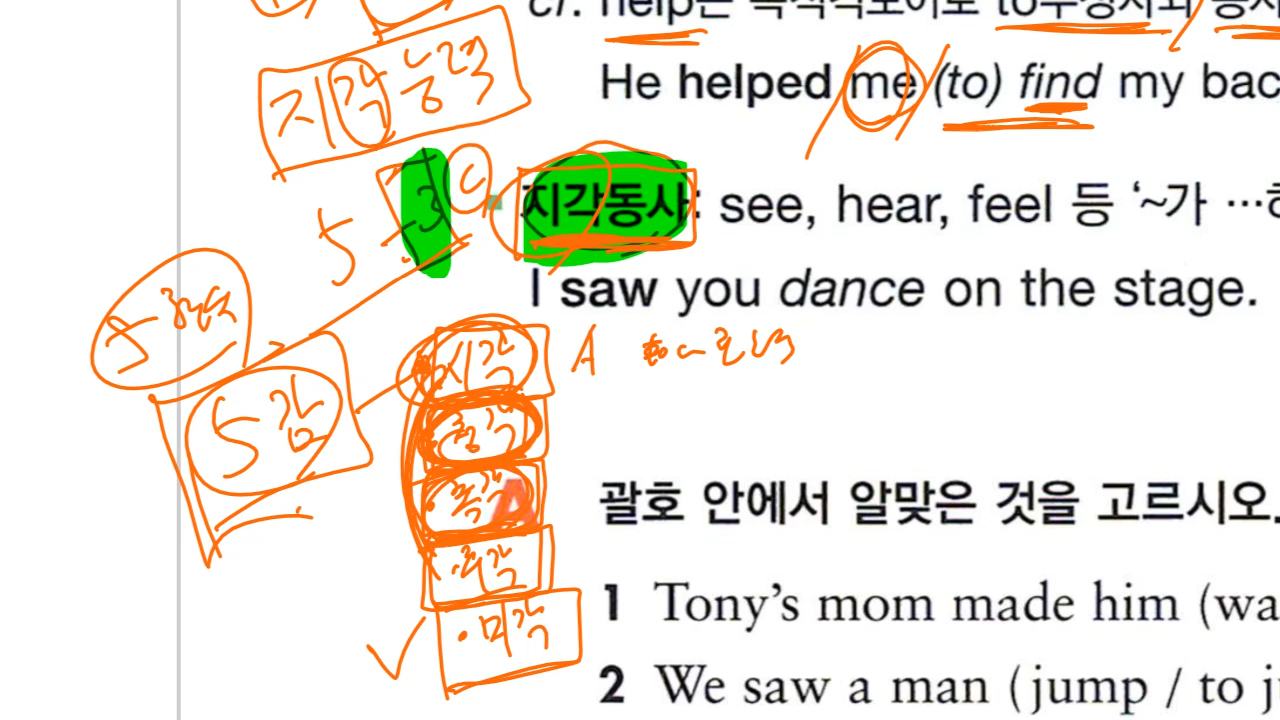 cf. help는 목적격보어로 to부정사와
He helped me (to) find my bac
지각능력
지각동사: see, hear, feel 등 ‘~가 …
5
I saw you dance on the stage.
시각 A
5감
청각
촉각
A
괄호 안에서 알맞은 것을 고르시오.
후각
1 Tony’s mom made him (wa
미각
2 We saw a man (jump / to j